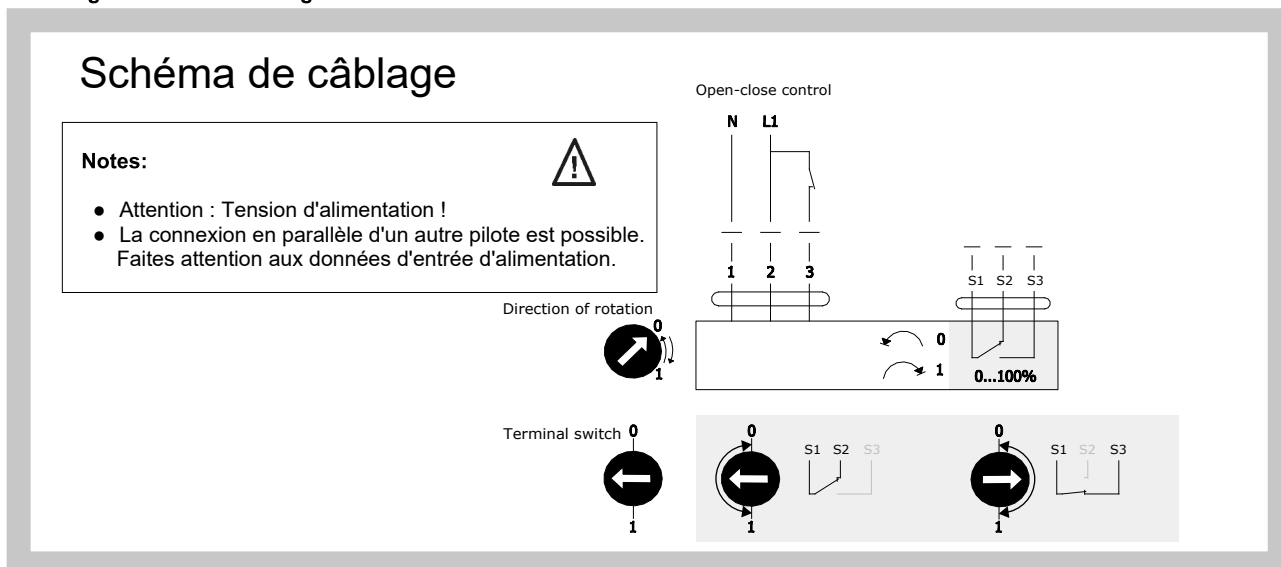 Schéma de câblage
Notes:
● Attention : Tension d'alimentation !
● La connexion en parallèle d'un autre pilote est possible.
Faites attention aux données d'entrée d'alimentation.
Open-close control
N L1
1 2 3
S1 S2 S3
Direction of rotation
0
1
0
1
0...100%
Terminal switch
0
1
0
1
S1 S2 S3
0
1
S1 S2 S3